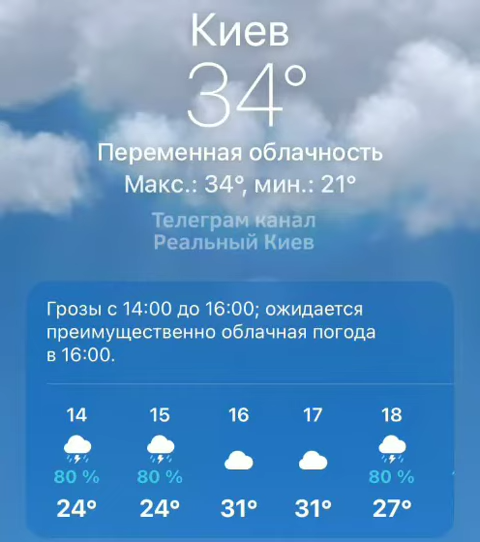 Киев
34°
Переменная облачность
Макс.: 34°, мин.: 21°
Телеграм канал
Реальный Киев
Грозы с 14:00 до 16:00; ожидается
преимущественно облачная погода
в 16:00.
14 15 16 17 18
80 % 80 % 80 %
24° 24° 31° 31° 27°